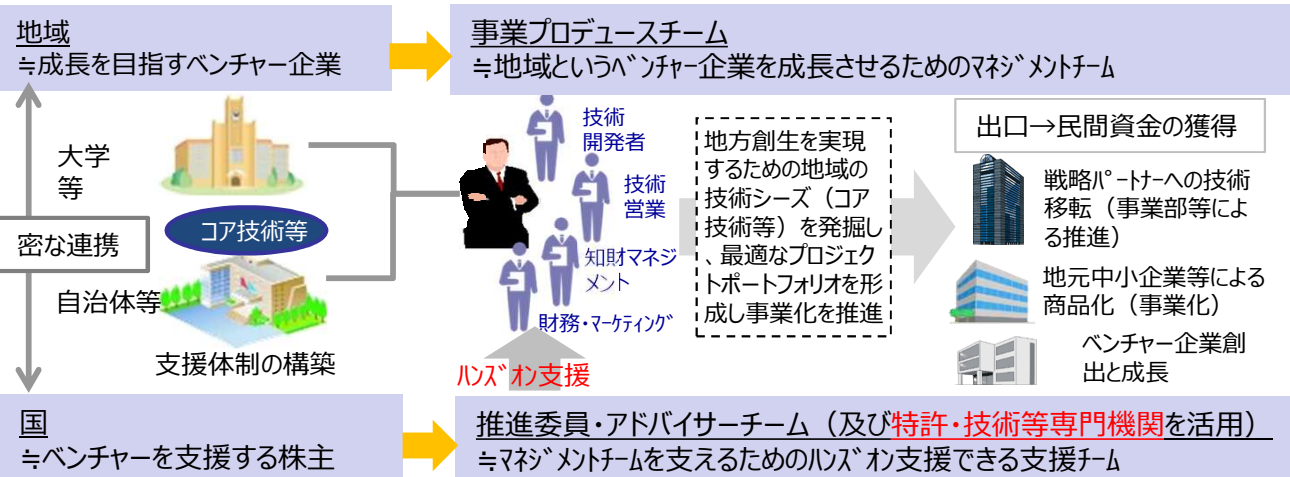 地域
≒成長を目指すベンチャー企業
事業プロデュースチーム
≒地域というﾍﾞﾝﾁｬｰ企業を成長させるためのﾏﾈｼﾞﾒﾝﾄチーム
大学
等
コア技術等
密な連携
自治体等
支援体制の構築
技術
開発者
技術
営業
知財マネジ
メント
財務・ﾏｰｹﾃｨﾝｸﾞ
ﾊﾝｽﾞｵﾝ支援
地方創生を実現
するための地域の
技術シーズ（コア
技術等）を発掘し
、最適なプロジェク
トポートフォリオを形
成し事業化を推進
出口→民間資金の獲得
戦略ﾊﾟｰﾄﾅｰへの技術
移転（事業部等によ
る推進）
地元中小企業等による
商品化（事業化）
ベンチャー企業創
出と成長
国
≒ベンチャーを支援する株主
推進委員・アドバイサーチーム（及び特許・技術等専門機関を活用）
≒ﾏﾈｼﾞﾒﾝﾄチームを支えるためのﾊﾝｽﾞｵﾝ支援できる支援チーム